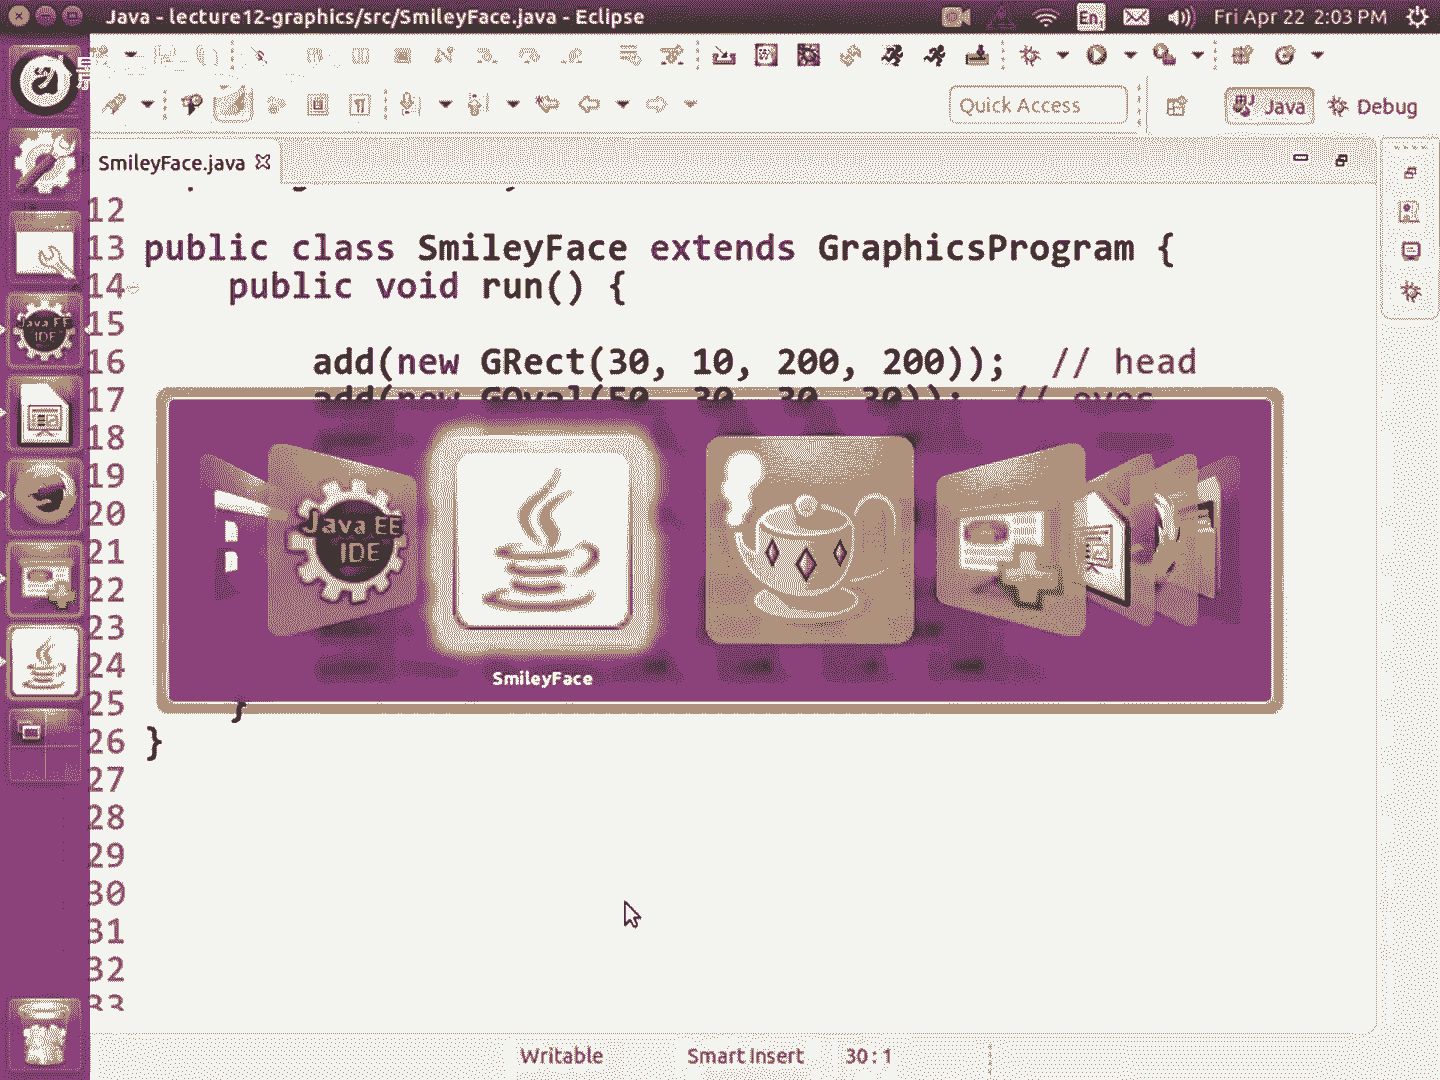 Java - lecture12-graphics/src/SmileyFace.java - Eclipse
En
Fri Apr 22 2:03 PM
Quick Access
Java
Debug
SmileyFace.java
12
13 public class SmileyFace extends GraphicsProgram {
14 public void run() {
15
16 add(new GRect(30, 10, 200, 200)); // head
17 add(new GOval(50, 30, 30, 30)); // eyes
18
19
20
21
22
23
24
25 }
26 }
27
28
29
30
31
32
33
Java EE
IDE
Java EE
IDE
SmileyFace
Writable
Smart Insert
30 : 1